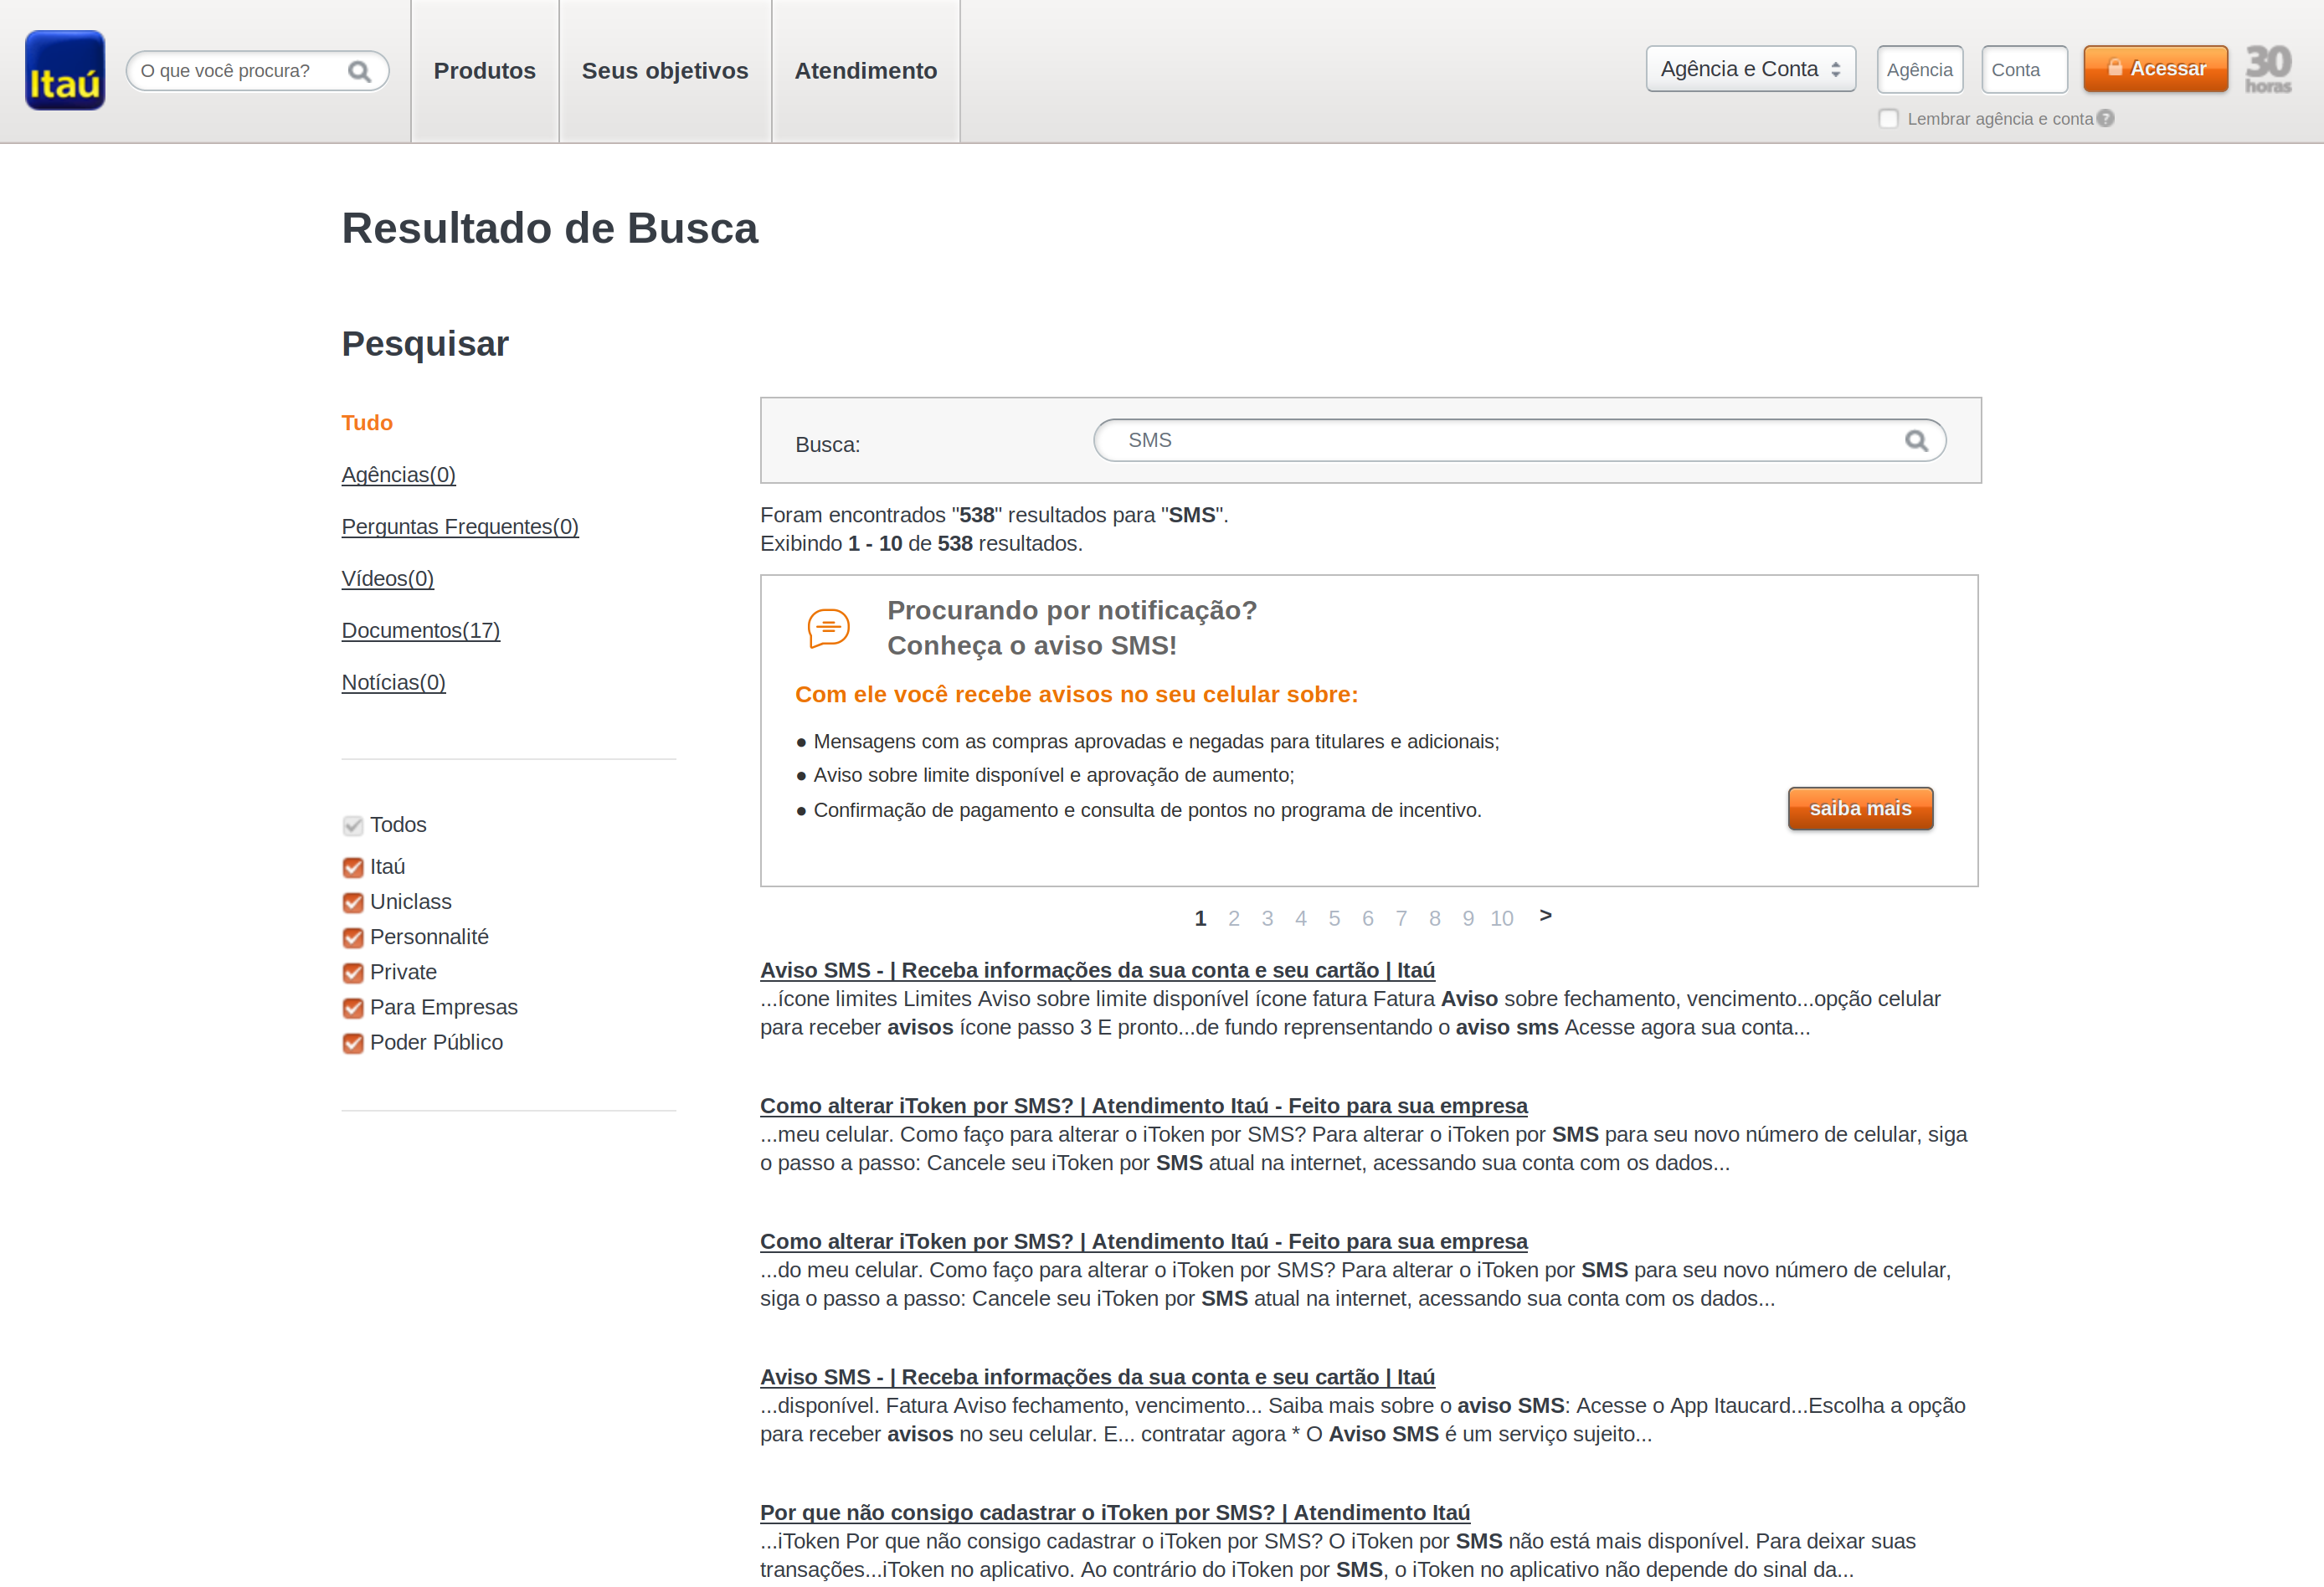 Itaú
O que você procura?
Produtos
Seus objetivos
Atendimento
Agência e Conta
Agência
Conta
Acessar
30
horas
Lembrar agência e conta
?
Resultado de Busca
Pesquisar
Tudo
Agências(0)
Perguntas Frequentes(0)
Vídeos(0)
Documentos(17)
Notícias(0)
Todos
Itaú
Uniclass
Personalité
Private
Para Empresas
Poder Público
Busca:
SMS
Foram encontrados "538" resultados para "SMS".
Exibindo 1 - 10 de 538 resultados.
Procurando por notificação?
Conheça o aviso SMS!
Com ele você recebe avisos no seu celular sobre:
● Mensagens com as compras aprovadas e negadas para titulares e adicionais;
● Aviso sobre limite disponível e aprovação de aumento;
● Confirmação de pagamento e consulta de pontos no programa de incentivo.
saiba mais
1 2 3 4 5 6 7 8 9 10 >
Aviso SMS - | Receba informações da sua conta e seu cartão | Itaú
...ícone limites Limites Aviso sobre limite disponível ícone fatura Fatura Aviso sobre fechamento, vencimento...opção celular
para receber avisos ícone passo 3 E pronto...de fundo reprensentando o aviso sms Acesse agora sua conta...
Como alterar iToken por SMS? | Atendimento Itaú - Feito para sua empresa
...meu celular. Como faço para alterar o iToken por SMS? Para alterar o iToken por SMS para seu novo número de celular, siga
o passo a passo: Cancele seu iToken por SMS atual na internet, acessando sua conta com os dados...
Como alterar iToken por SMS? | Atendimento Itaú - Feito para sua empresa
...do meu celular. Como faço para alterar o iToken por SMS? Para alterar o iToken por SMS para seu novo número de celular,
siga o passo a passo: Cancele seu iToken por SMS atual na internet, acessando sua conta com os dados...
Aviso SMS - | Receba informações da sua conta e seu cartão | Itaú
...disponível. Fatura Aviso fechamento, vencimento... Saiba mais sobre o aviso SMS: Acesse o App Itaucard...Escolha a opção
para receber avisos no seu celular. E... contratar agora * O Aviso SMS é um serviço sujeito...
Por que não consigo cadastrar o iToken por SMS? | Atendimento Itaú
...iToken Por que não consigo cadastrar o iToken por SMS? O iToken por SMS não está mais disponível. Para deixar suas
transações...iToken no aplicativo. Ao contrário do iToken por SMS, o iToken no aplicativo não depende do sinal da...